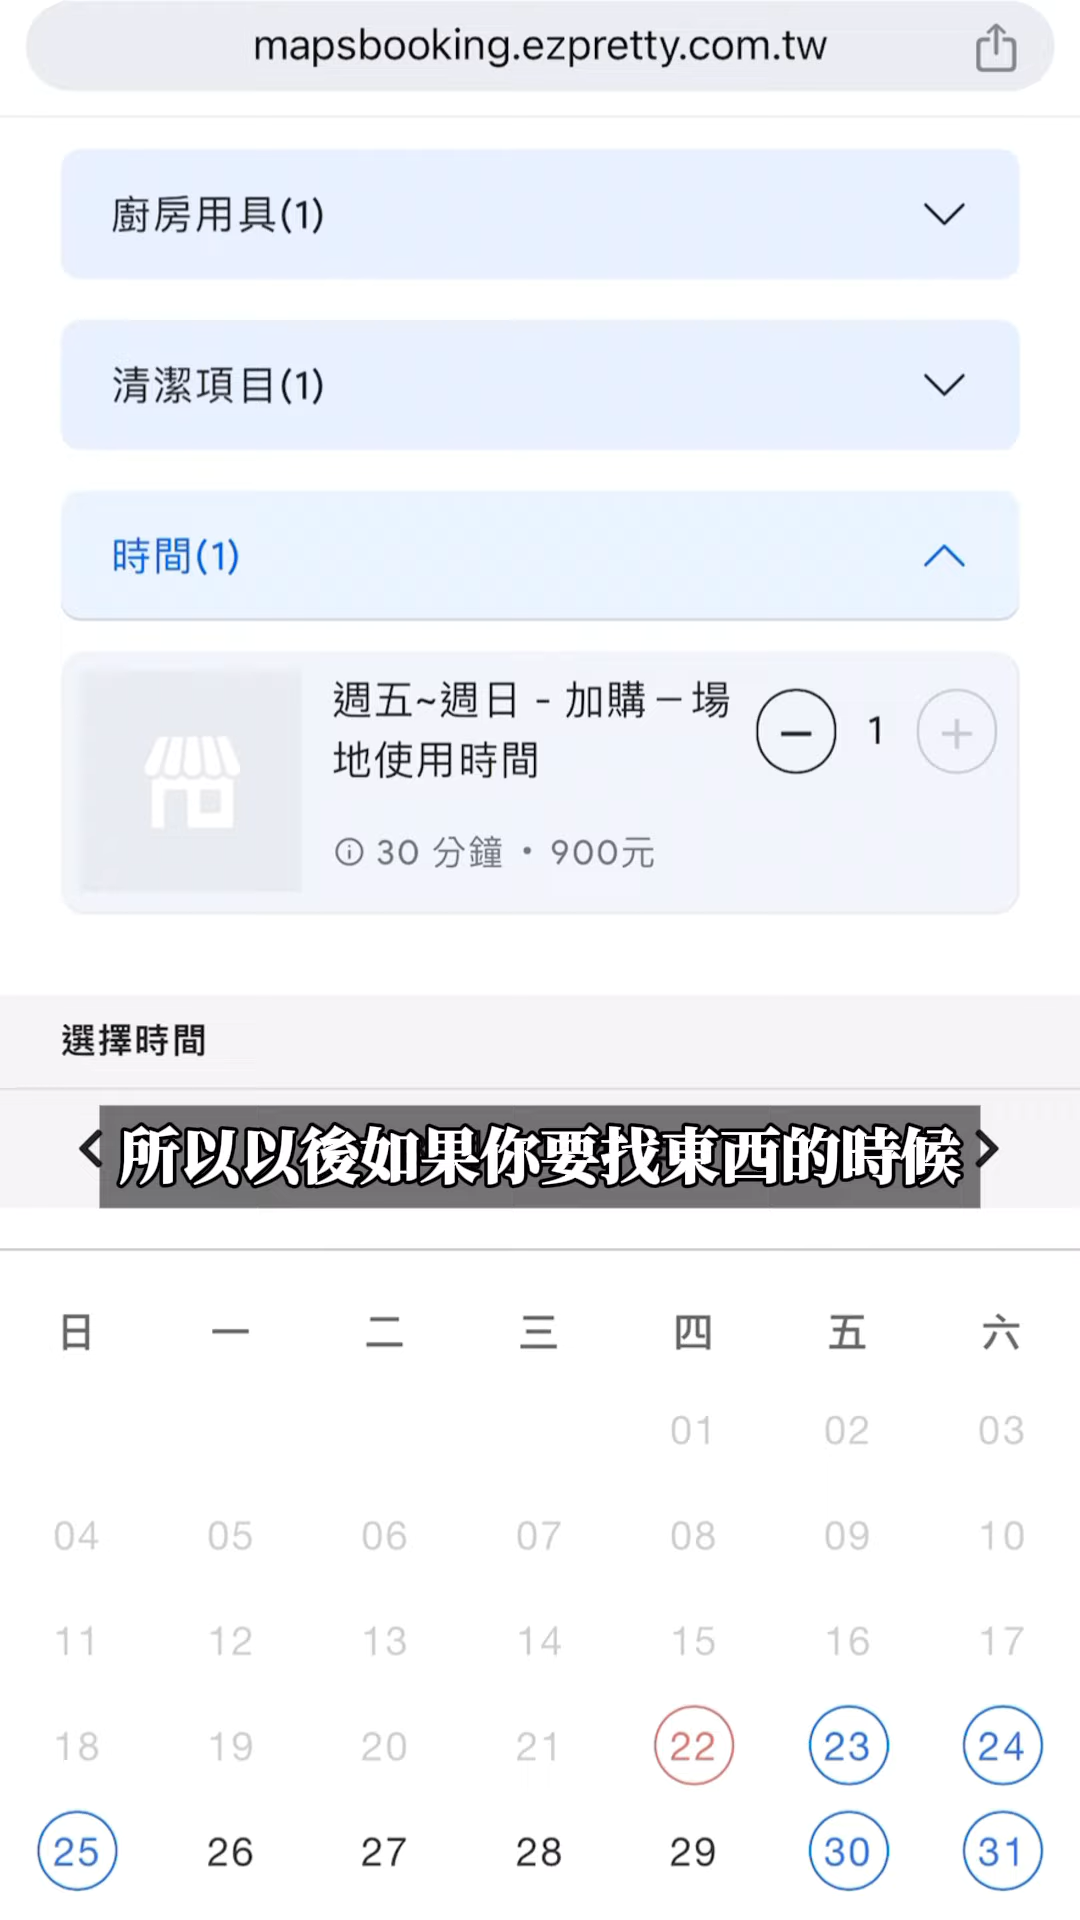 mapsbooking.ezpretty.com.tw
廚房用具(1)
清潔項目(1)
時間(1)
週五~週日 - 加購－場
地使用時間
1
30 分鐘・900元
選擇時間
所以以後如果你要找東西的時候
日 一 二 三 四 五 六
01 02 03
04 05 06 07 08 09 10
11 12 13 14 15 16 17
18 19 20 21 22 23 24
25 26 27 28 29 30 31